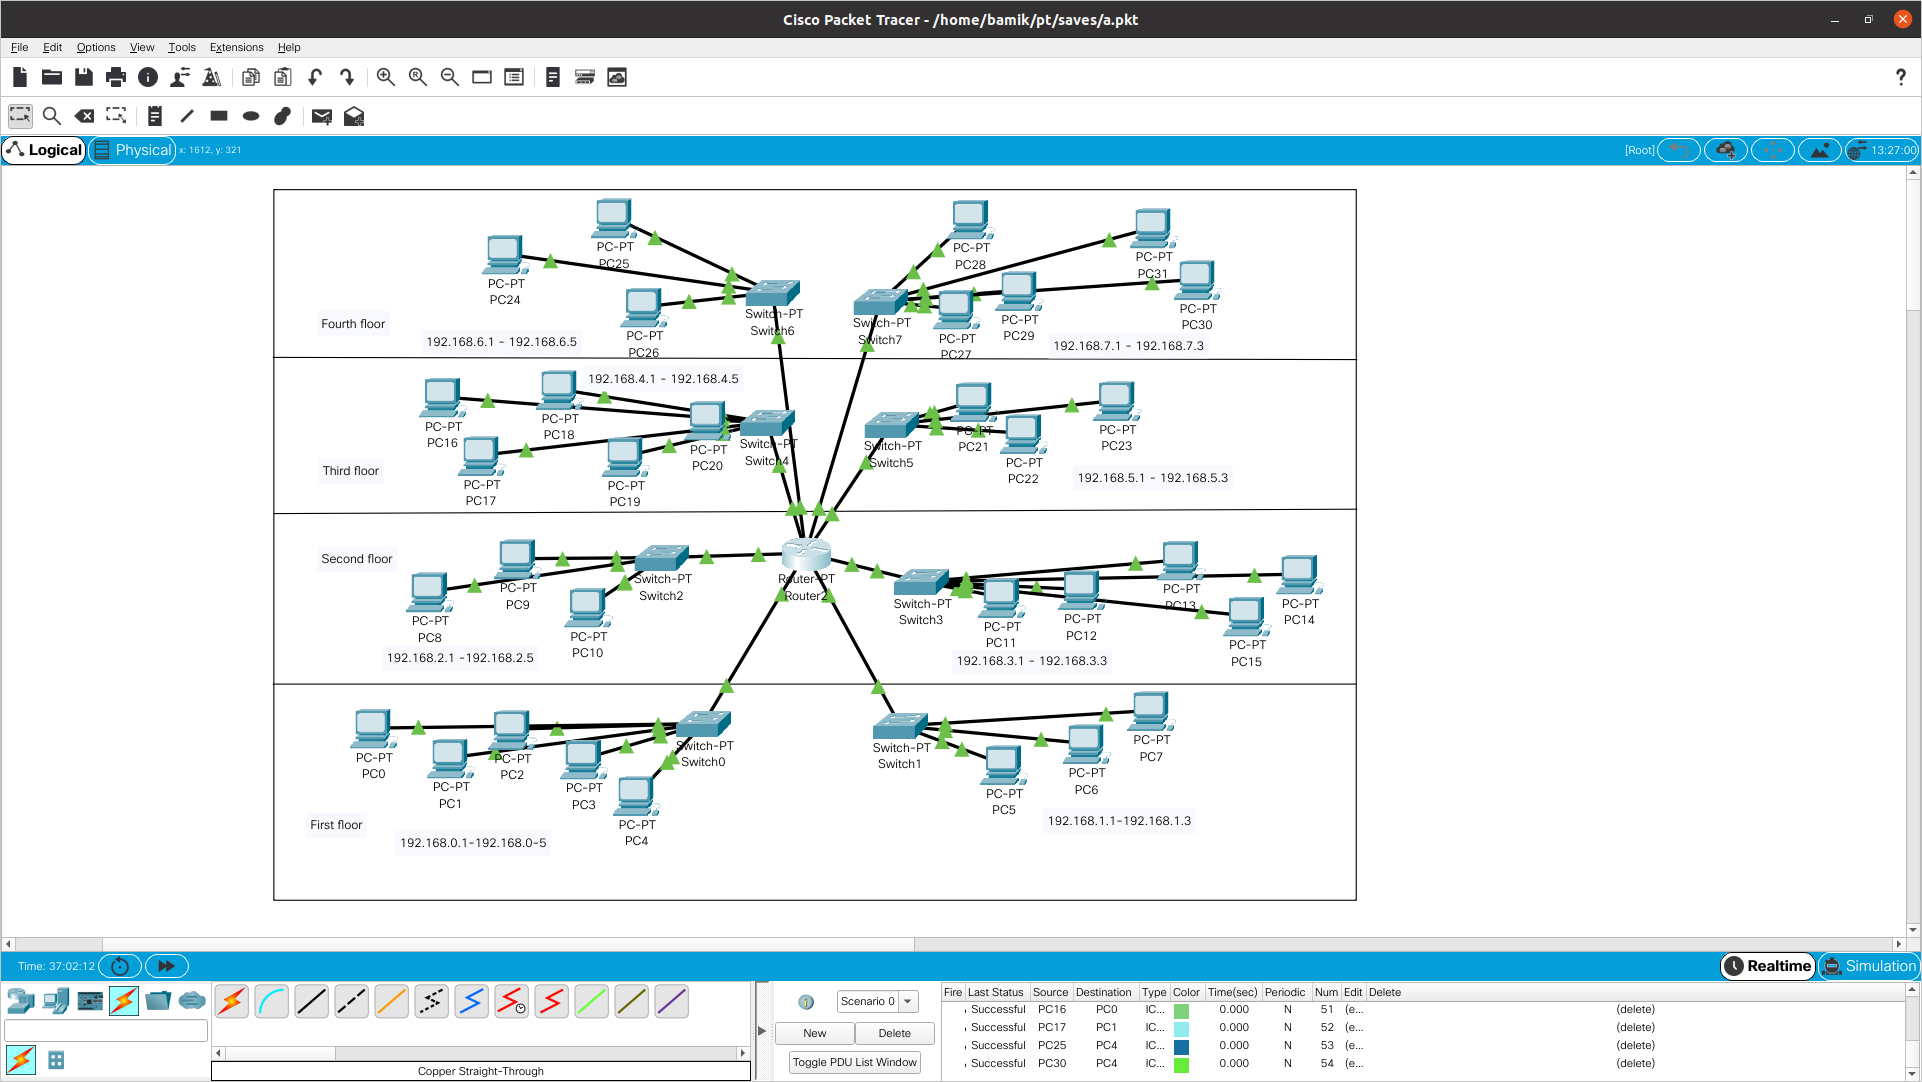 Cisco Packet Tracer - /home/bamik/pt/saves/a.pkt
File Edit Options View Tools Extensions Help
?
Logical Physical x: 1612, y: 321 [Root] 13:27:00
PC-PT
PC25
PC-PT
PC24
PC-PT
PC26
Switch-PT
Switch6
PC-PT
PC28
PC-PT
PC31
PC-PT
PC30
PC-PT
PC29
PC-PT
PC27
Switch-PT
Switch7
Fourth floor
192.168.6.1 - 192.168.6.5
192.168.7.1 - 192.168.7.3
192.168.4.1 - 192.168.4.5
PC-PT
PC16
PC-PT
PC18
PC-PT
PC20
PC-PT
PC17
PC-PT
PC19
Switch-PT
Switch4
Switch-PT
Switch5
PC-PT
PC21
PC-PT
PC22
PC-PT
PC23
Third floor
192.168.5.1 - 192.168.5.3
Second floor
PC-PT
PC9
PC-PT
PC8
PC-PT
PC10
Switch-PT
Switch2
Router-PT
Router2
Switch-PT
Switch3
PC-PT
PC11
PC-PT
PC12
PC-PT
PC13
PC-PT
PC14
PC-PT
PC15
192.168.2.1 -192.168.2.5
192.168.3.1 - 192.168.3.3
PC-PT
PC0
PC-PT
PC1
PC-PT
PC2
PC-PT
PC3
PC-PT
PC4
Switch-PT
Switch0
Switch-PT
Switch1
PC-PT
PC5
PC-PT
PC6
PC-PT
PC7
First floor
192.168.0.1-192.168.0-5
192.168.1.1-192.168.1.3
Time: 37:02:12 Realtime Simulation
Scenario 0
New Delete
Toggle PDU List Window
Copper Straight-Through
Fire Last Status Source Destination Type Color Time(sec) Periodic Num Edit Delete
Successful PC16 PC0 IC... 0.000 N 51 (e... (delete)
Successful PC17 PC1 IC... 0.000 N 52 (e... (delete)
Successful PC25 PC4 IC... 0.000 N 53 (e... (delete)
Successful PC30 PC4 IC... 0.000 N 54 (e... (delete)